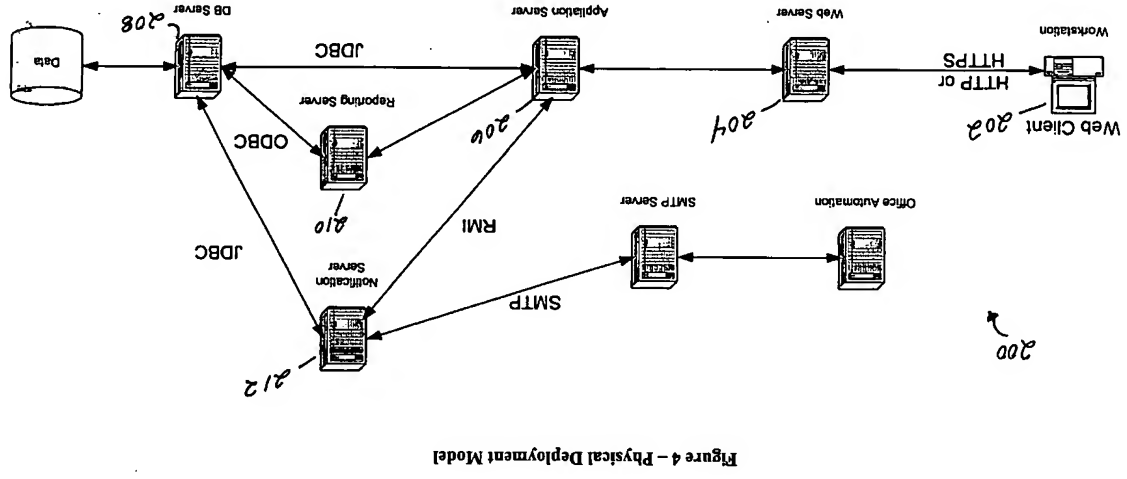 Figure 4 – Physical Deployment Model
200
212
SMTP
Notification
Server
JDBC
Office Automation
SMTP Server
RMI
210
ODBC
Reporting Server
Web Client
202
204
206
HTTP or
HTTPS
JDBC
Data
Workstation
Web Server
Appliation Server
DB Server
208